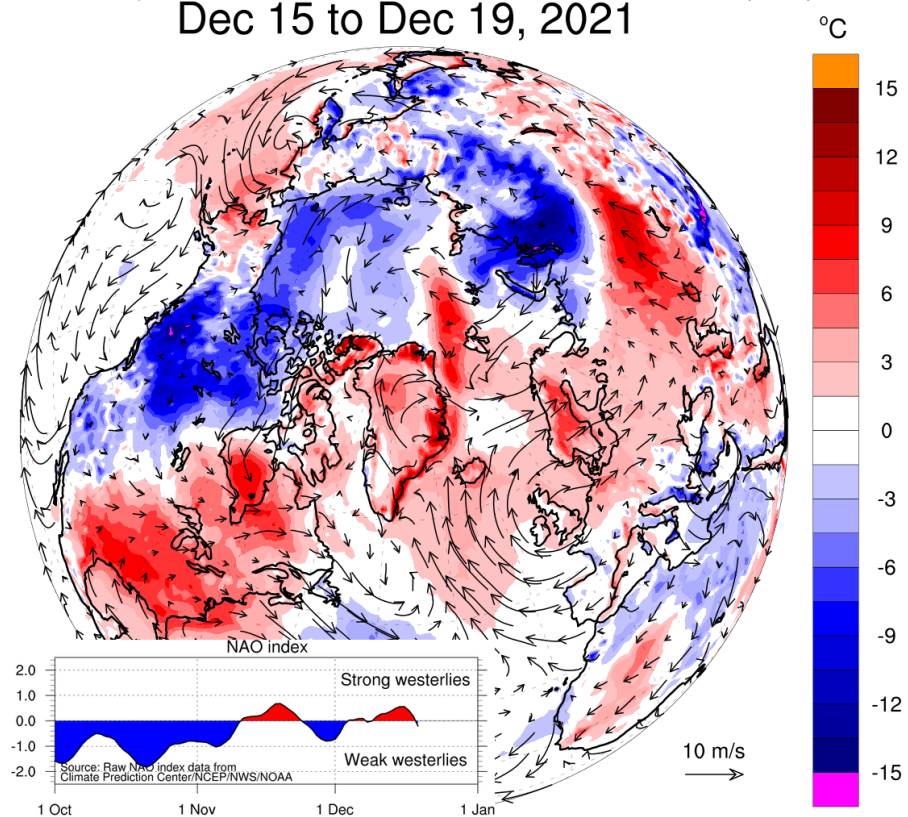 Dec 15 to Dec 19, 2021
°C
15
12
9
6
3
0
-3
-6
-9
-12
-15
10 m/s
NAO index
2.0
1.0
0.0
-1.0
-2.0
Strong westerlies
Weak westerlies
Source: Raw NAO index data from
Climate Prediction Center/NCEP/NWS/NOAA
1 Oct 1 Nov 1 Dec 1 Jan